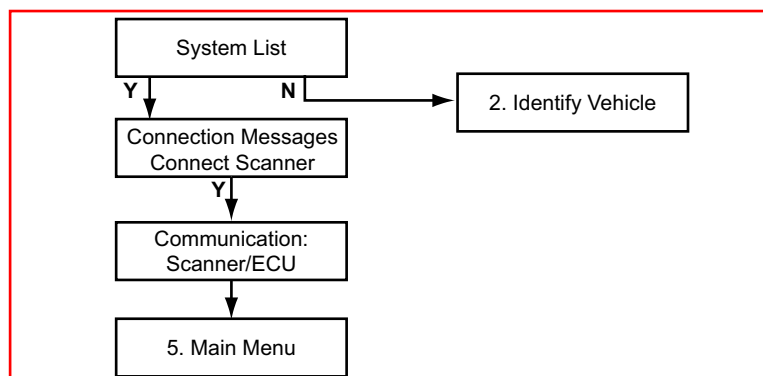 System List
Y
N
2. Identify Vehicle
Connection Messages
Connect Scanner
Y
Communication:
Scanner/ECU
5. Main Menu